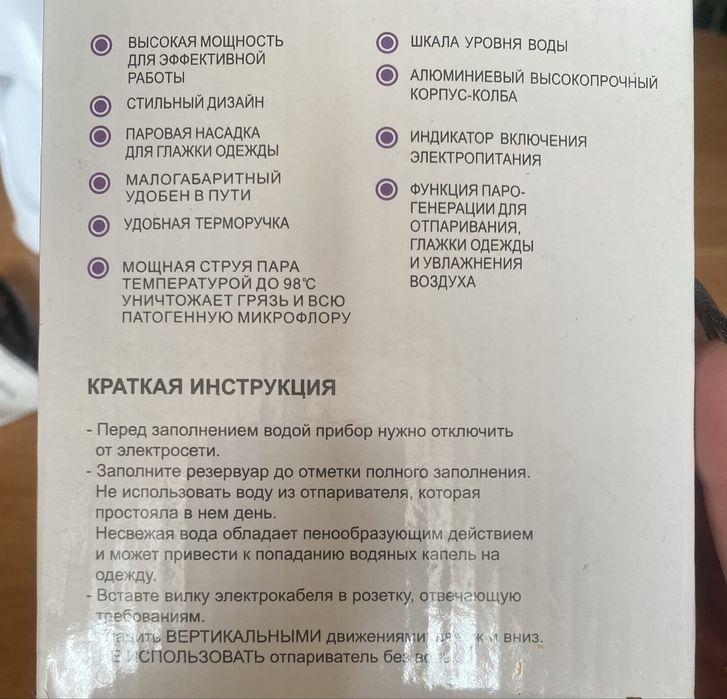 ВЫСОКАЯ МОЩНОСТЬ
ДЛЯ ЭФФЕКТИВНОЙ
РАБОТЫ
СТИЛЬНЫЙ ДИЗАЙН
ПАРОВАЯ НАСАДКА
ДЛЯ ГЛАЖКИ ОДЕЖДЫ
МАЛОГАБАРИТНЫЙ
УДОБЕН В ПУТИ
УДОБНАЯ ТЕРМОРУЧКА
МОЩНАЯ СТРУЯ ПАРА
ТЕМПЕРАТУРОЙ ДО 98℃
УНИЧТОЖАЕТ ГРЯЗЬ И ВСЮ
ПАТОГЕННУЮ МИКРОФЛОРУ
ШКАЛА УРОВНЯ ВОДЫ
АЛЮМИНИЕВЫЙ ВЫСОКОПРОЧНЫЙ
КОРПУС-КОЛБА
ИНДИКАТОР ВКЛЮЧЕНИЯ
ЭЛЕКТРОПИТАНИЯ
ФУНКЦИЯ ПАРО-
ГЕНЕРАЦИИ ДЛЯ
ОТПАРИВАНИЯ,
ГЛАЖКИ ОДЕЖДЫ
И УВЛАЖНЕНИЯ
ВОЗДУХА
КРАТКАЯ ИНСТРУКЦИЯ
- Перед заполнением водой прибор нужно отключить
от электросети.
- Заполните резервуар до отметки полного заполнения.
Не использовать воду из отпаривателя, которая
простояла в нем день.
Несвежая вода обладает пенообразующим действием
и может привести к попаданию водяных капель на
одежду.
- Вставте вилку электрокабеля в розетку, отвечающую
требованиям.
ВЕРТИКАЛЬНЫМИ движениями и вниз.
НЕ ИСПОЛЬЗОВАТЬ отпариватель без